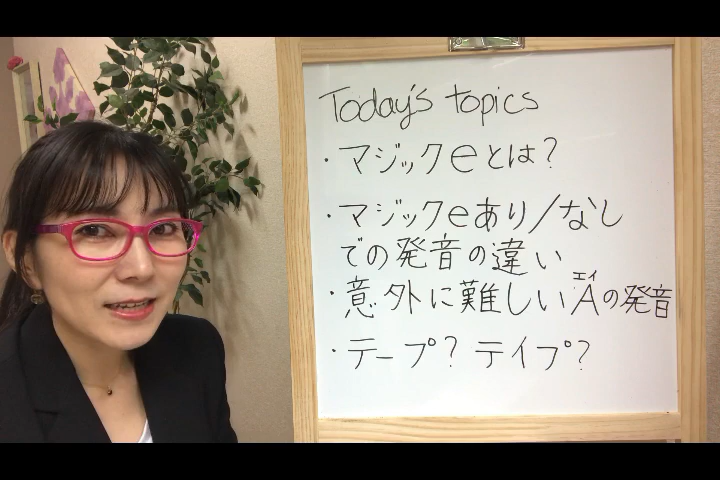 Today's topics
・マジックeとは?
・マジックeあり/なし
での発音の違い
・意外に難しいAの発音
エイ
・テープ? テイプ?